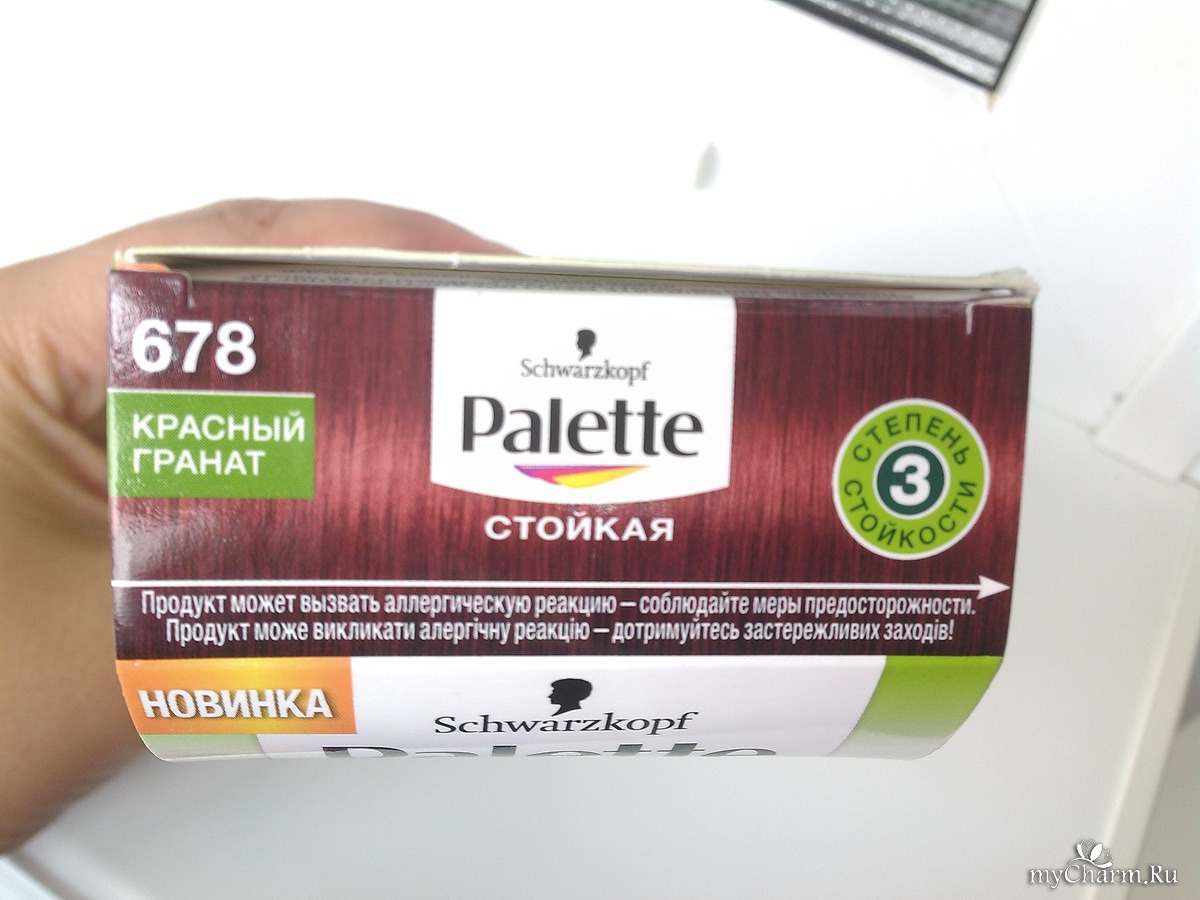 678
КРАСНЫЙ
ГРАНАТ
Schwarzkopf
Palette
СТОЙКАЯ
СТЕПЕНЬ
3
СТОЙКОСТИ
Продукт может вызвать аллергическую реакцию – соблюдайте меры предосторожности.
Продукт може викликати алергічну реакцію – дотримуйтесь застережливих заходів!
НОВИНКА
Schwarzkopf
Palette
myCharm.Ru